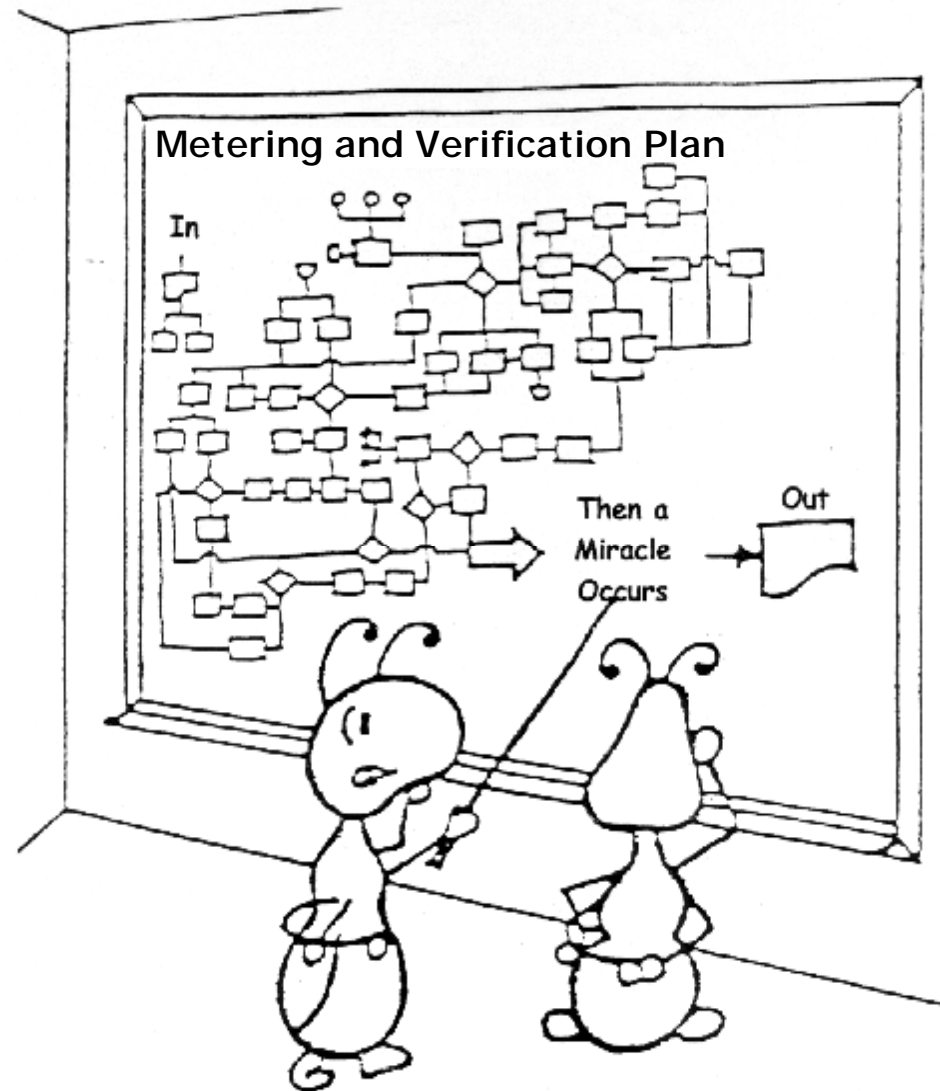 Metering and Verification Plan
In
Then a
Miracle
Occurs
Out